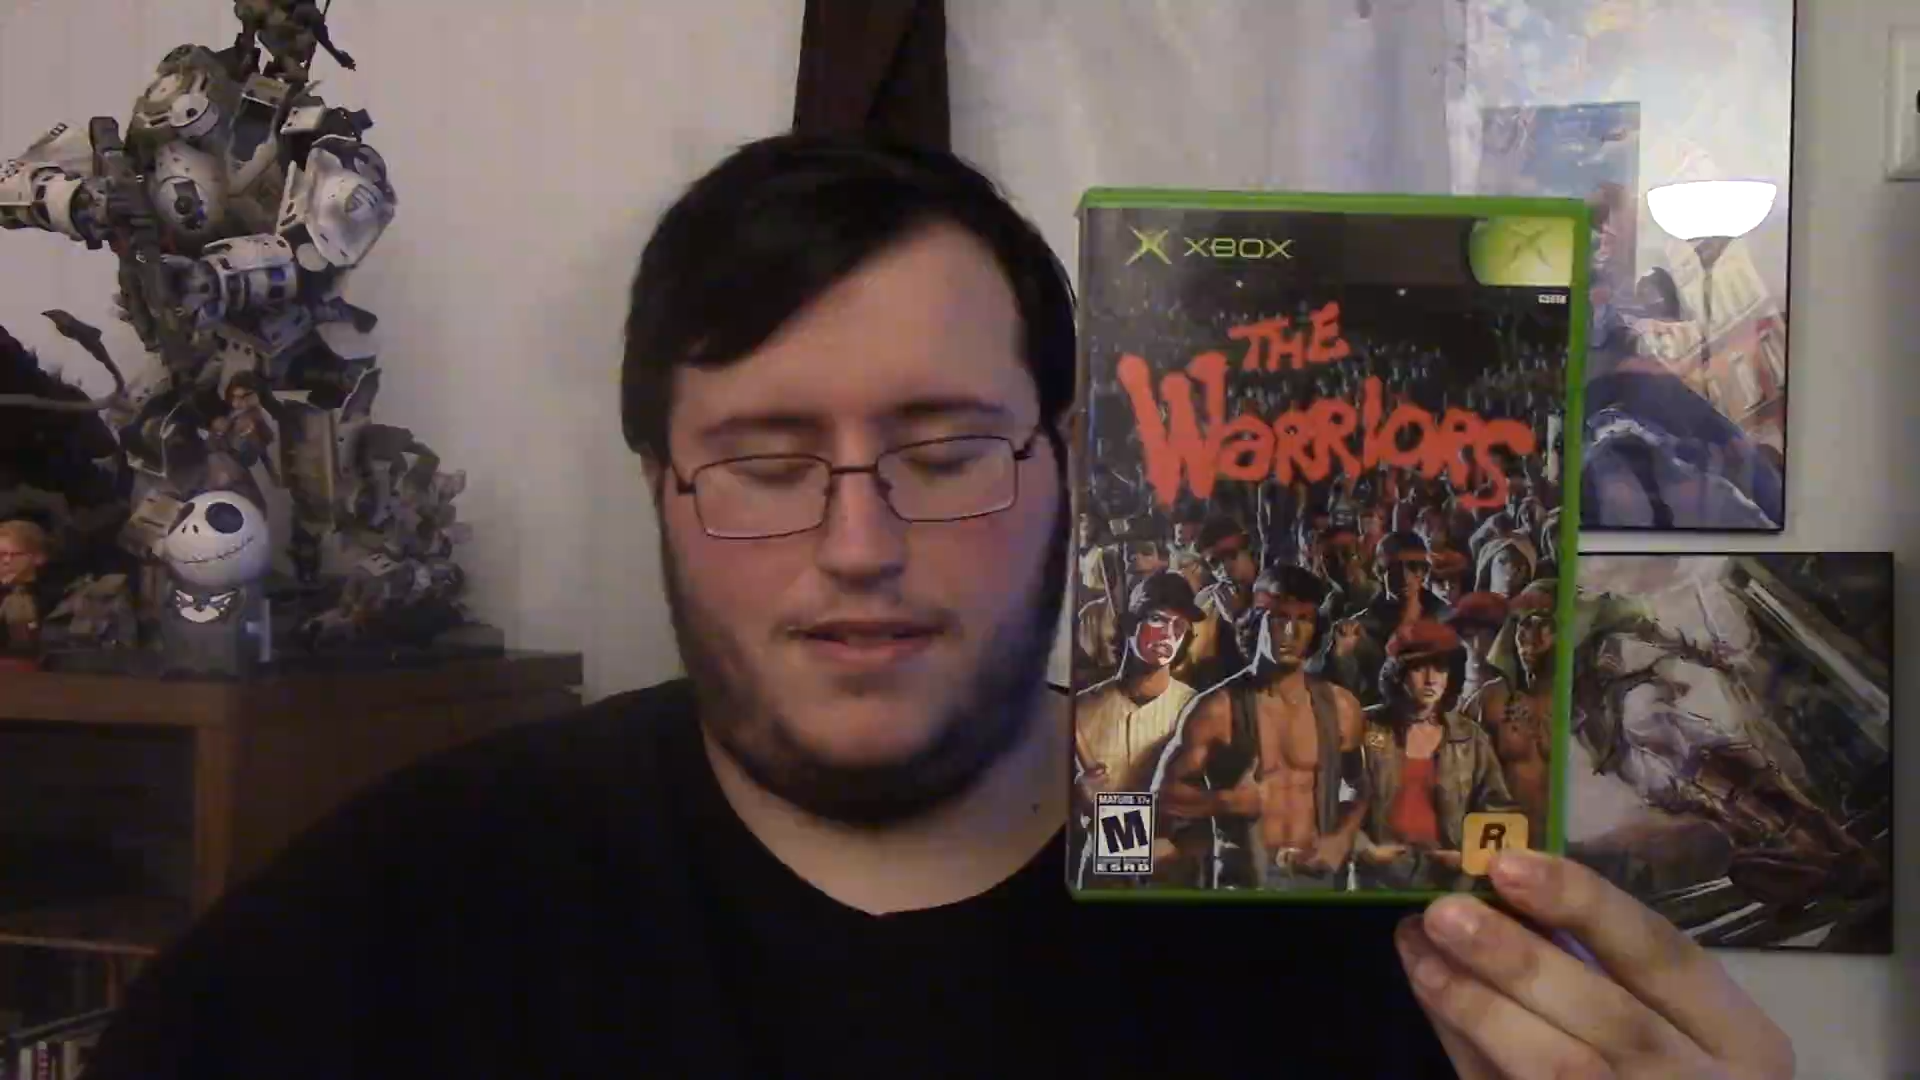 XBOX
THE
WARRIORS
MATURE 17+
M
ESRB
R